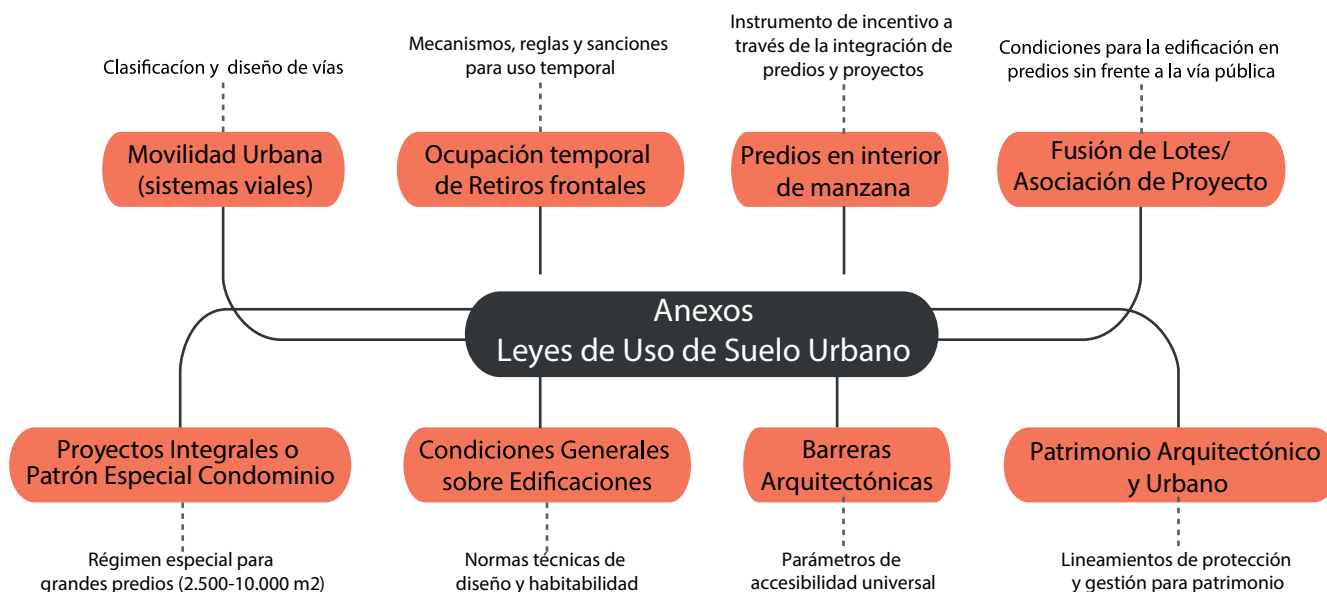 Clasificacíon y diseño de vías
Mecanismos, reglas y sanciones
para uso temporal
Instrumento de incentivo a
través de la integración de
predios y proyectos
Condiciones para la edificación en
predios sin frente a la vía pública
Movilidad Urbana
(sistemas viales)
Ocupación temporal
de Retiros frontales
Predios en interior
de manzana
Fusión de Lotes/
Asociación de Proyecto
Anexos
Leyes de Uso de Suelo Urbano
Proyectos Integrales o
Patrón Especial Condominio
Condiciones Generales
sobre Edificaciones
Barreras
Arquitectónicas
Patrimonio Arquitectónico
y Urbano
Régimen especial para
grandes predios (2.500-10.000 m2)
Normas técnicas de
diseño y habitabilidad
Parámetros de
accesibilidad universal
Lineamientos de protección
y gestión para patrimonio